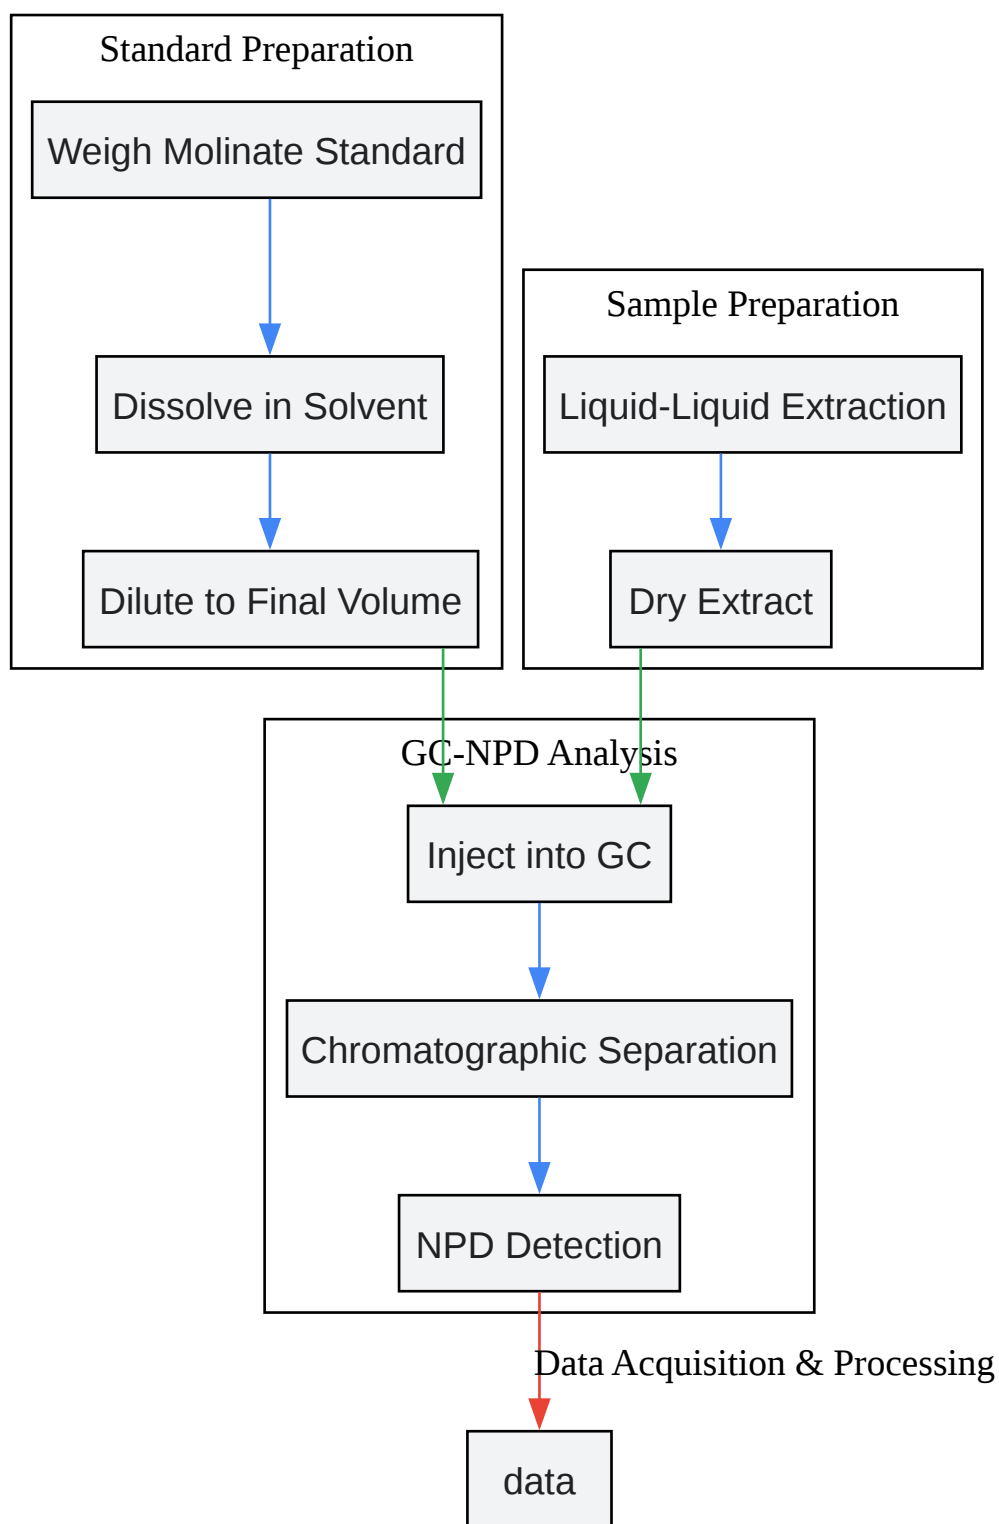 Standard Preparation
Weigh Molinate Standard
Dissolve in Solvent
Dilute to Final Volume
Sample Preparation
Liquid-Liquid Extraction
Dry Extract
GC-NPD Analysis
Inject into GC
Chromatographic Separation
NPD Detection
Data Acquisition & Processing
data